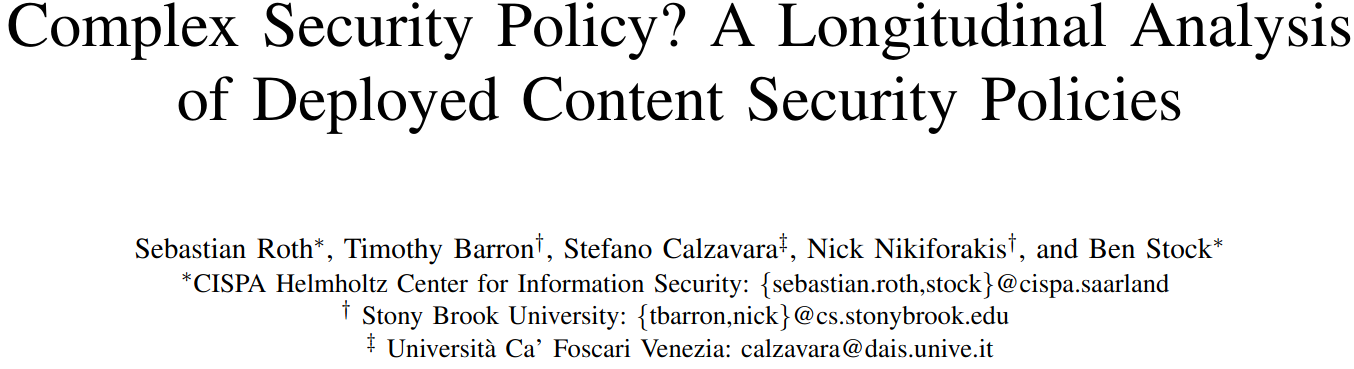 Complex Security Policy? A Longitudinal Analysis
of Deployed Content Security Policies
Sebastian Roth*, Timothy Barron†, Stefano Calzavara‡, Nick Nikiforakis†, and Ben Stock*
*CISPA Helmholtz Center for Information Security: {sebastian.roth,stock}@cispa.saarland
† Stony Brook University: {tbarron,nick}@cs.stonybrook.edu
‡ Università Ca’ Foscari Venezia: calzavara@dais.unive.it